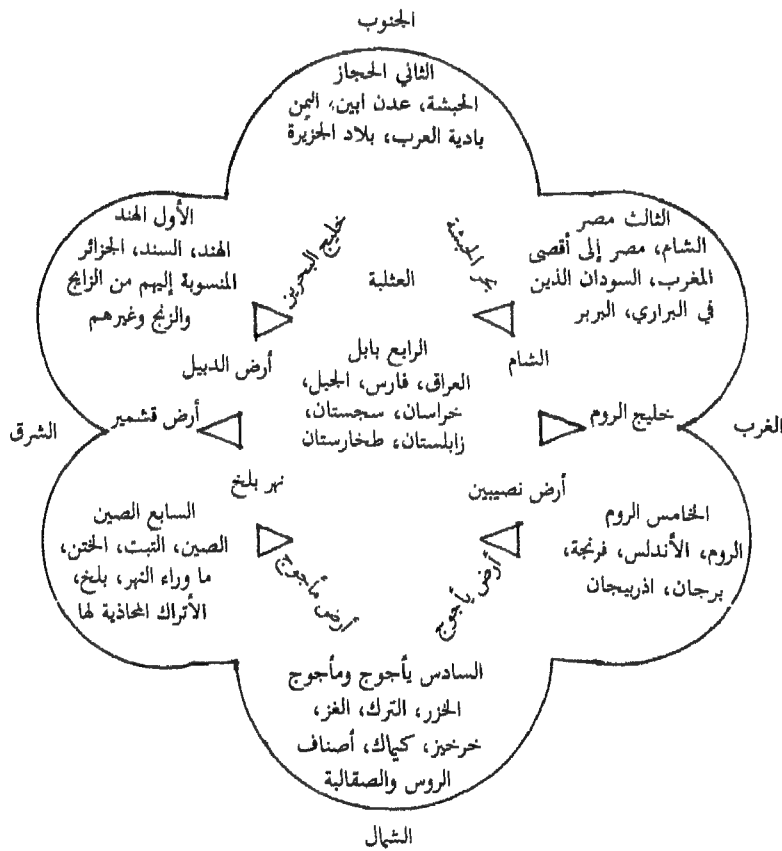 الجنوب
الثاني الحجاز
الحبشة، عدن ابين، اليمن
بادية العرب، بلاد الجزيرة
الأول الهند
الهند، السند، الجزائر
المنسوبة إليهم من الزابج
والزنج وغيرهم
الثالث مصر
الشام، مصر إلى أقصى
المغرب، السودان الذين
في البراري، البربر
خليج البحرين
بحر الحبشة
العثلبة
الرابع بابل
العراق، فارس، الجبل،
خراسان، سجستان،
زابلستان، طخارستان
أرض الدبيل
الشام
الشرق
أرض قشمير
خليج الروم
الغرب
نهر بلخ
أرض نصيبين
السابع الصين
الصين، التبت، الختن،
ما وراء النهر، بلخ،
الأتراك المحاذية لها
الخامس الروم
الروم، الأندلس، فرنجة،
برجان، اذربيجان
أرض مأجوج
أرض يأجوج
السادس يأجوج ومأجوج
الخزر، الترك، الغز،
خرخيز، كيماك، أصناف
الروس والصقالبة
الشمال